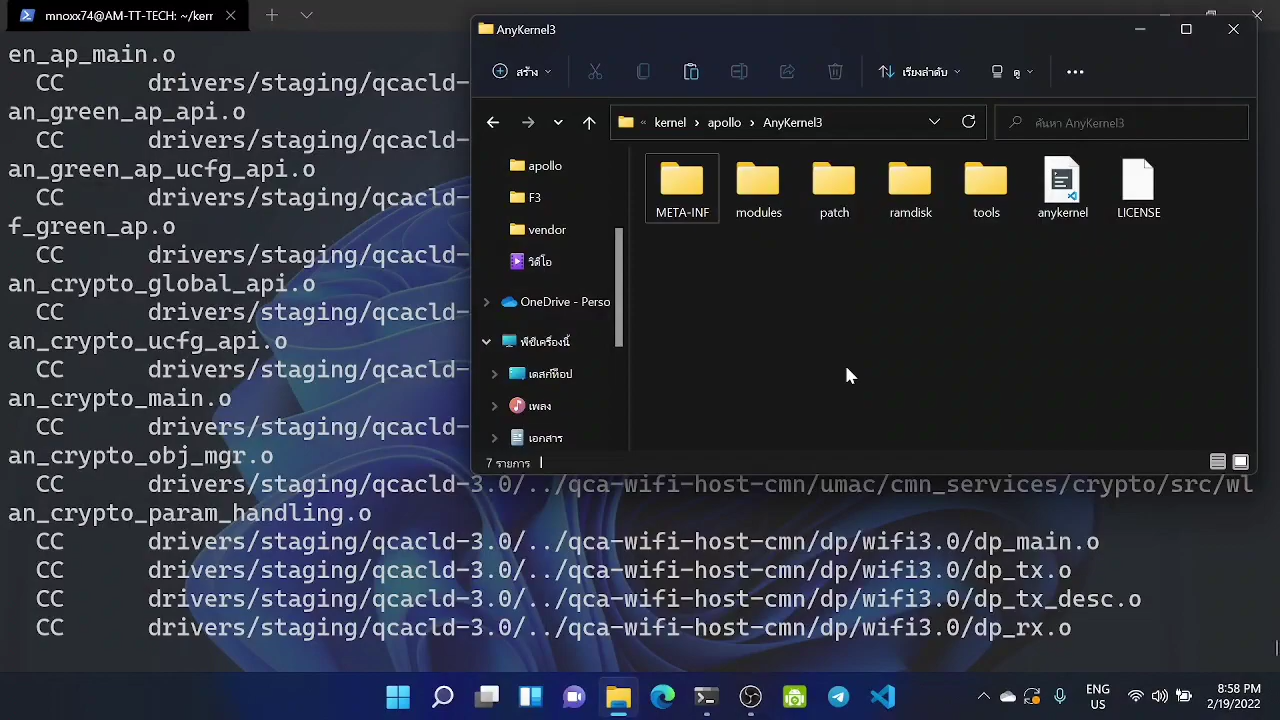 mnoxx74@AM-TT-TECH: ~/kerr
en_ap_main.o
CC drivers/staging/qcacld-
an_green_ap_api.o
CC drivers/staging/qcacld-
an_green_ap_ucfg_api.o
CC drivers/staging/qcacld-
f_green_ap.o
CC drivers/staging/qcacld-
an_crypto_global_api.o
CC drivers/staging/qcacld-
an_crypto_ucfg_api.o
CC drivers/staging/qcacld-
an_crypto_main.o
CC drivers/staging/qcacld-
an_crypto_obj_mgr.o
CC drivers/staging/qcacld-3.0/../qca-wifi-host-cmn/umac/cmn_services/crypto/src/wl
an_crypto_param_handling.o
CC drivers/staging/qcacld-3.0/../qca-wifi-host-cmn/dp/wifi3.0/dp_main.o
CC drivers/staging/qcacld-3.0/../qca-wifi-host-cmn/dp/wifi3.0/dp_tx.o
CC drivers/staging/qcacld-3.0/../qca-wifi-host-cmn/dp/wifi3.0/dp_tx_desc.o
CC drivers/staging/qcacld-3.0/../qca-wifi-host-cmn/dp/wifi3.0/dp_rx.o
AnyKernel3
สร้าง เรียงลำดับ ดู
« kernel > apollo > AnyKernel3 ค้นหา AnyKernel3
apollo
F3
vendor
วิดีโอ
OneDrive - Perso
พีซีเครื่องนี้
เดสก์ท็อป
เพลง
เอกสาร
META-INF modules patch ramdisk tools anykernel LICENSE
7 รายการ
ENG
US
8:58 PM
2/19/2022